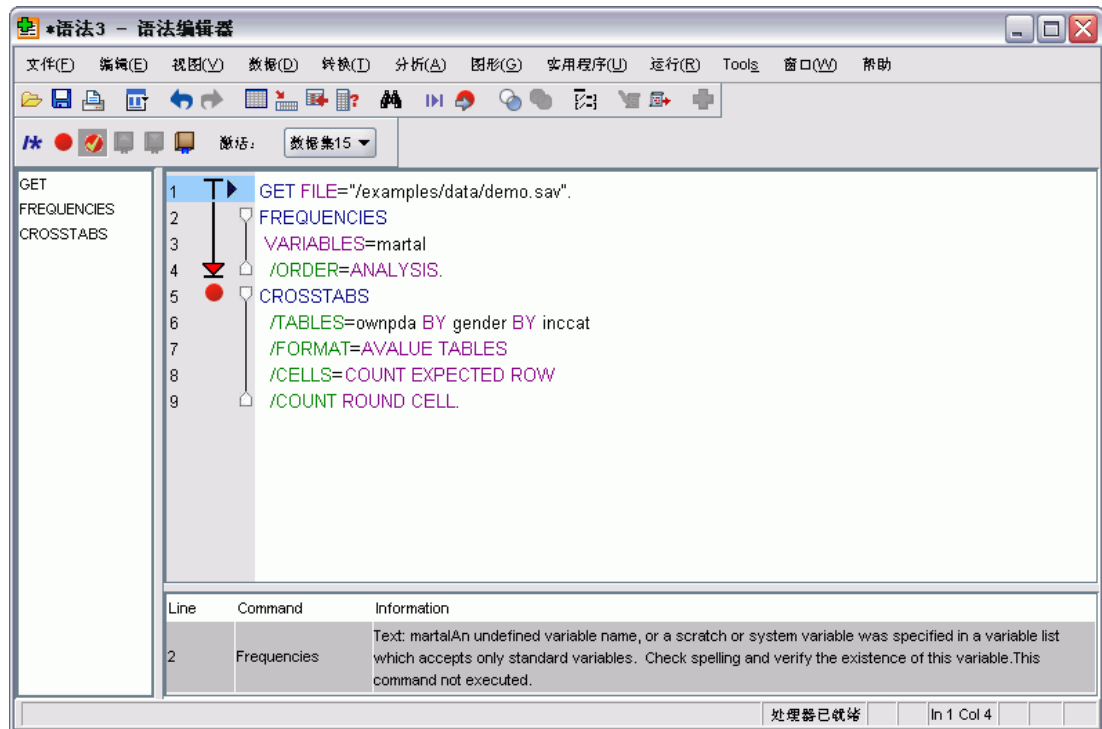 *语法3 - 语法编辑器
文件(F) 编辑(E) 视图(V) 数据(D) 转换(T) 分析(A) 图形(G) 实用程序(U) 运行(R) Tools 窗口(W) 帮助
激活: 数据集15
GET
FREQUENCIES
CROSSTABS
1 GET FILE="/examples/data/demo.sav".
2 FREQUENCIES
3 VARIABLES=martal
4 /ORDER=ANALYSIS.
5 CROSSTABS
6 /TABLES=ownpda BY gender BY inccat
7 /FORMAT=AVALUE TABLES
8 /CELLS=COUNT EXPECTED ROW
9 /COUNT ROUND CELL.
Line Command Information
2 Frequencies Text: martalAn undefined variable name, or a scratch or system variable was specified in a variable list
which accepts only standard variables. Check spelling and verify the existence of this variable.This
command not executed.
处理器已就绪 In 1 Col 4